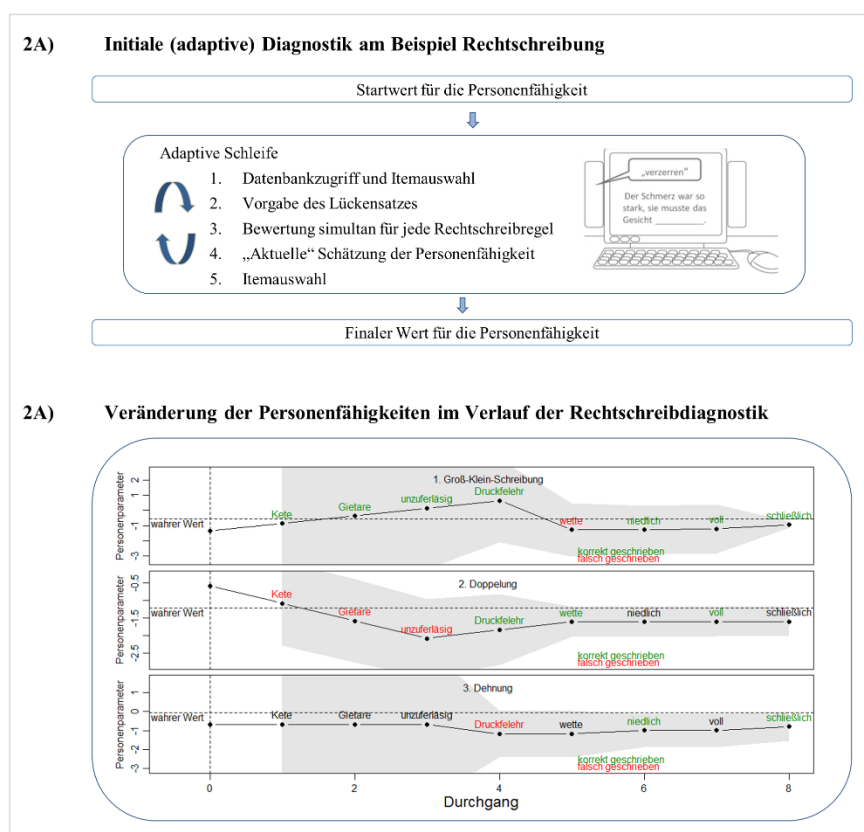 2A) Initiale (adaptive) Diagnostik am Beispiel Rechtschreibung
Startwert für die Personenfähigkeit
Adaptive Schleife
1. Datenbankzugriff und Itemauswahl
2. Vorgabe des Lückensatzes
3. Bewertung simultan für jede Rechtschreibregel
4. „Aktuelle“ Schätzung der Personenfähigkeit
5. Itemauswahl
„verzerren“
Der Schmerz war so
stark, sie musste das
Gesicht __________.
Finaler Wert für die Personenfähigkeit
2A) Veränderung der Personenfähigkeiten im Verlauf der Rechtschreibdiagnostik
Personenparameter
2
1
-1
-3
1. Groß-Klein-Schreibung
wahrer Wert
Kete
Gietare
unzuferläsig
Druckfelehr
wette
niedlich
voll
schließlich
korrekt geschrieben
falsch geschrieben
Personenparameter
-0.5
-1.5
-2.5
2. Doppelung
wahrer Wert
Kete
Gietare
unzuferläsig
Druckfelehr
wette
niedlich
voll
schließlich
korrekt geschrieben
falsch geschrieben
Personenparameter
1
0
-1
-2
-3
3. Dehnung
wahrer Wert
Kete
Gietare
unzuferläsig
Druckfelehr
wette
niedlich
voll
schließlich
korrekt geschrieben
falsch geschrieben
0 2 4 6 8
Durchgang